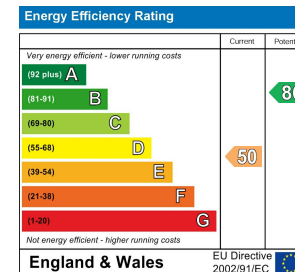 Energy Efficiency Rating
Current
Very energy efficient - lower running costs
(92 plus) A
(81-91) B
(69-80) C
(55-68) D
50
(39-54) E
(21-38) F
(1-20) G
Not energy efficient - higher running costs
England & Wales
EU Directive
2002/91/EC